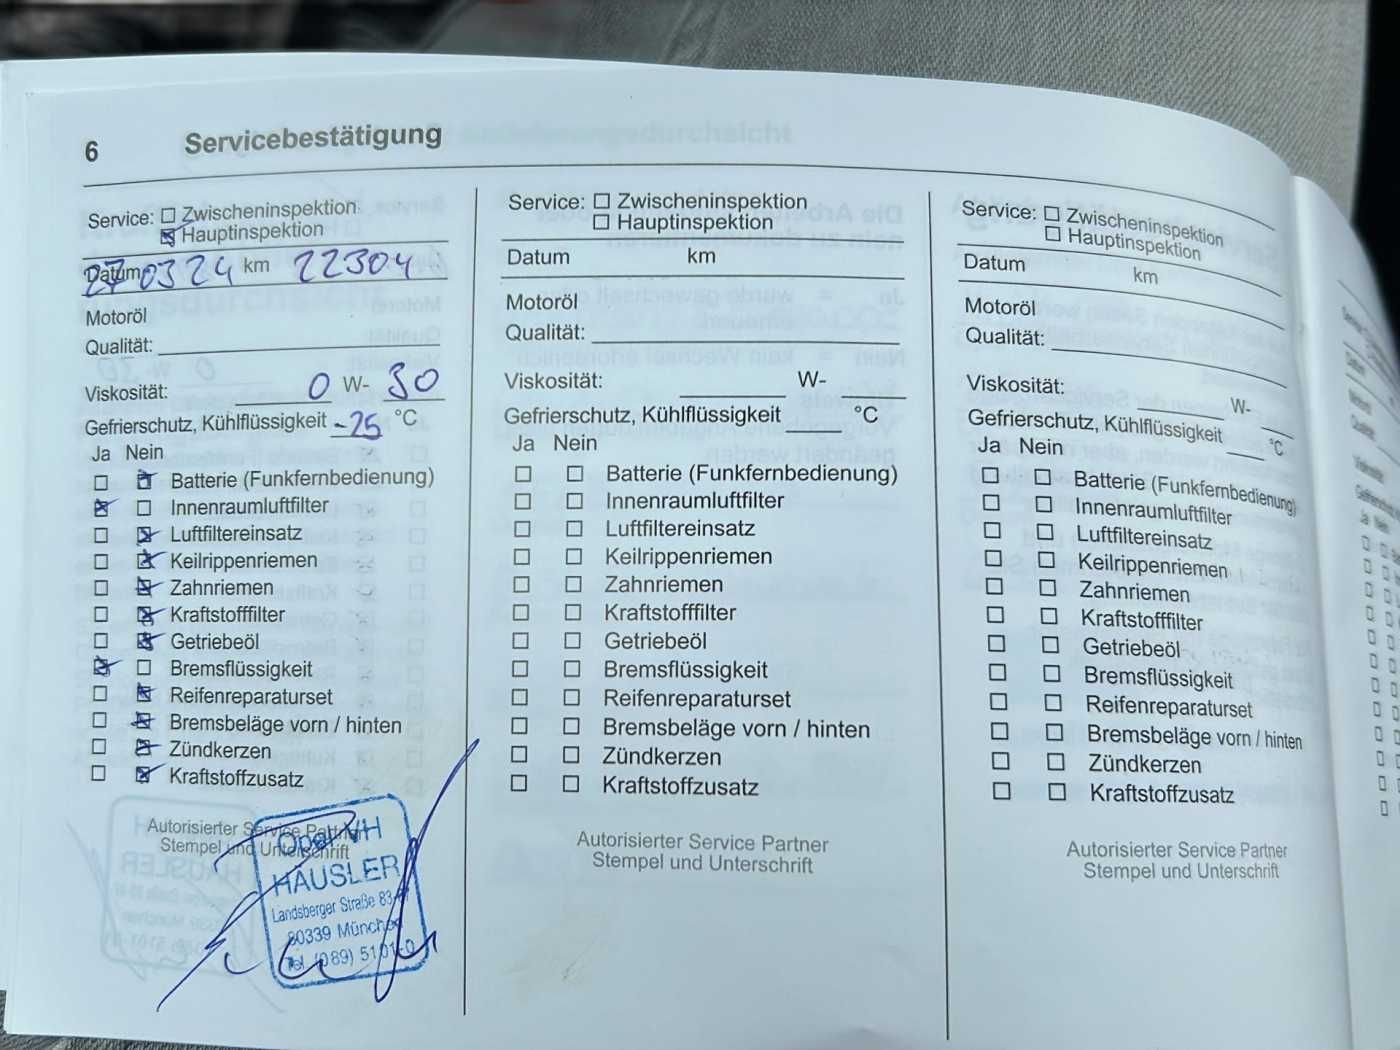 6 Servicebestätigung
Service: Zwischeninspektion
Hauptinspektion
Datum 27 03 24 km 22304
Motoröl
Qualität:
Viskosität: 0 W- 30
Gefrierschutz, Kühlflüssigkeit -25 °C
Ja Nein
Batterie (Funkfernbedienung)
Innenraumluftfilter
Luftfiltereinsatz
Keilrippenriemen
Zahnriemen
Kraftstofffilter
Getriebeöl
Bremsflüssigkeit
Reifenreparaturset
Bremsbeläge vorn / hinten
Zündkerzen
Kraftstoffzusatz
Autorisierter Service Partner
Stempel und Unterschrift
Opel VH
HÄUSLER
Landsberger Straße 83-
80339 München
Tel. (089) 5101-0
Service: Zwischeninspektion
Hauptinspektion
Datum km
Motoröl
Qualität:
Viskosität: W-
Gefrierschutz, Kühlflüssigkeit °C
Ja Nein
Batterie (Funkfernbedienung)
Innenraumluftfilter
Luftfiltereinsatz
Keilrippenriemen
Zahnriemen
Kraftstofffilter
Getriebeöl
Bremsflüssigkeit
Reifenreparaturset
Bremsbeläge vorn / hinten
Zündkerzen
Kraftstoffzusatz
Autorisierter Service Partner
Stempel und Unterschrift
Service: Zwischeninspektion
Hauptinspektion
Datum km
Motoröl
Qualität:
Viskosität: W-
Gefrierschutz, Kühlflüssigkeit °C
Ja Nein
Batterie (Funkfernbedienung)
Innenraumluftfilter
Luftfiltereinsatz
Keilrippenriemen
Zahnriemen
Kraftstofffilter
Getriebeöl
Bremsflüssigkeit
Reifenreparaturset
Bremsbeläge vorn / hinten
Zündkerzen
Kraftstoffzusatz
Autorisierter Service Partner
Stempel und Unterschrift